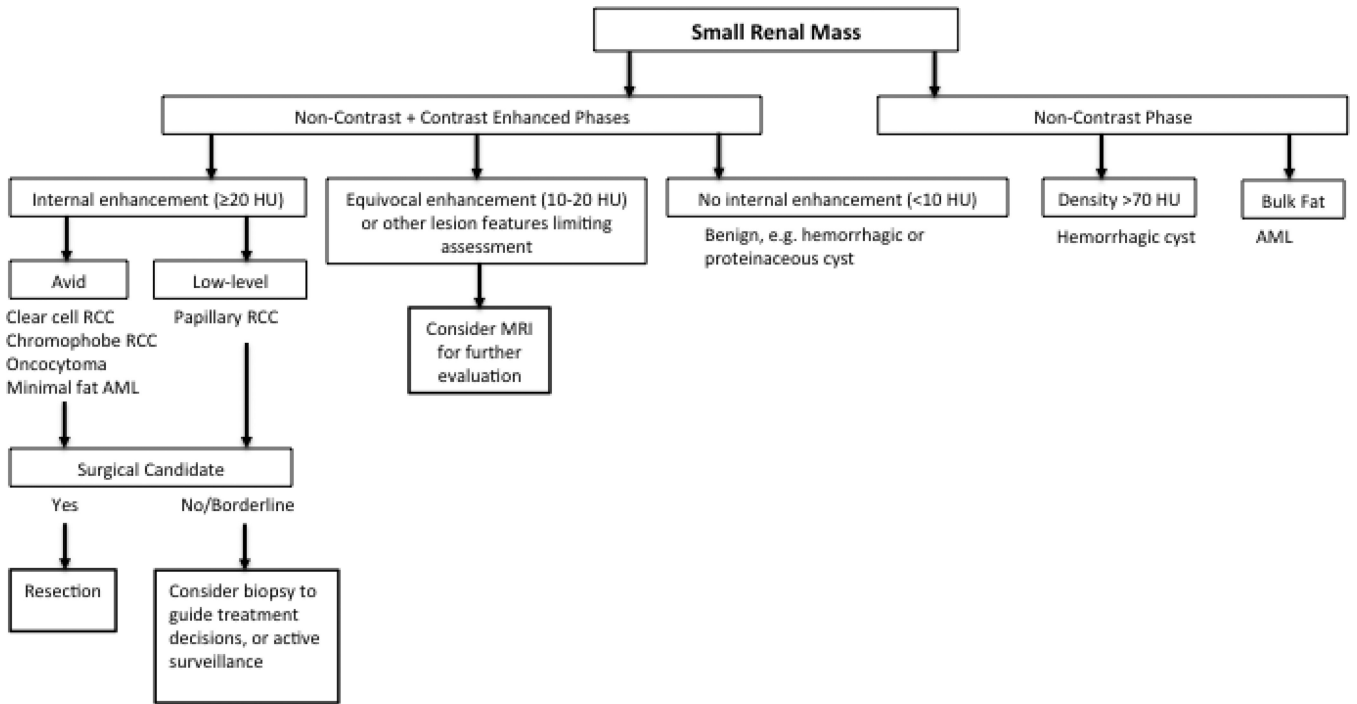 Small Renal Mass
Non-Contrast + Contrast Enhanced Phases
Non-Contrast Phase
Internal enhancement (≥20 HU)
Equivocal enhancement (10-20 HU)
or other lesion features limiting
assessment
No internal enhancement (<10 HU)
Benign, e.g. hemorrhagic or
proteinaceous cyst
Density >70 HU
Hemorrhagic cyst
Bulk Fat
AML
Avid
Clear cell RCC
Chromophobe RCC
Oncocytoma
Minimal fat AML
Low-level
Papillary RCC
Consider MRI
for further
evaluation
Surgical Candidate
Yes
No/Borderline
Resection
Consider biopsy to
guide treatment
decisions, or active
surveillance